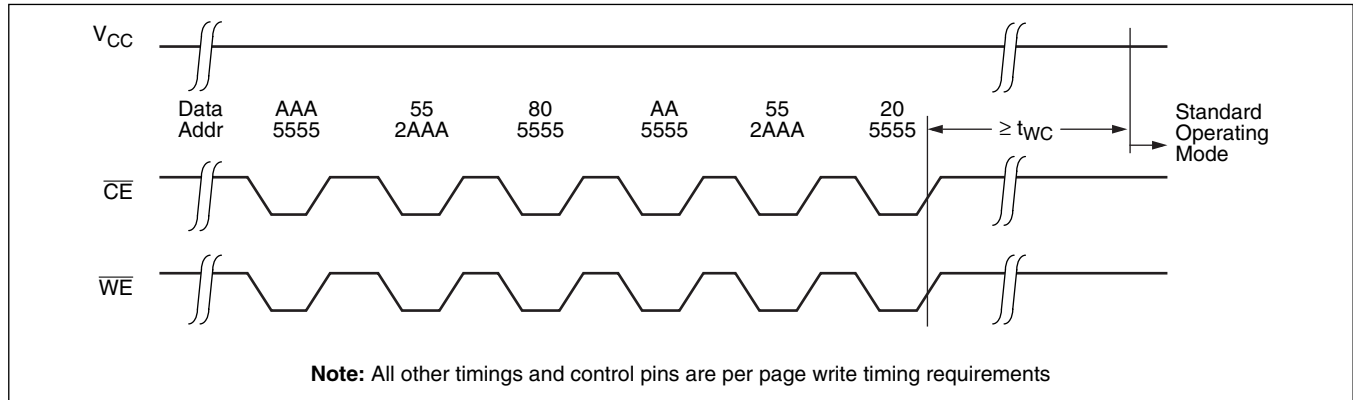 VCC
Data AAA 55 80 AA 55 20
Addr 5555 2AAA 5555 5555 2AAA 5555
≥ tWC
Standard
Operating
Mode
CE
WE
Note: All other timings and control pins are per page write timing requirements